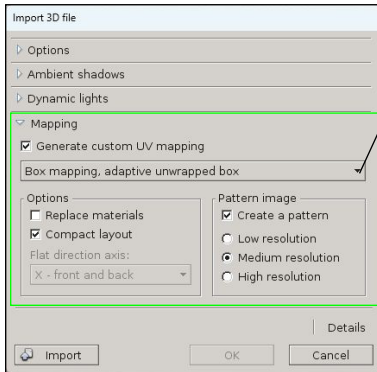 Import 3D file
Options
Ambient shadows
Dynamic lights
Mapping
Generate custom UV mapping
Box mapping, adaptive unwrapped box
Options
Replace materials
Compact layout
Flat direction axis:
X - front and back
Pattern image
Create a pattern
Low resolution
Medium resolution
High resolution
Details
Import
OK
Cancel